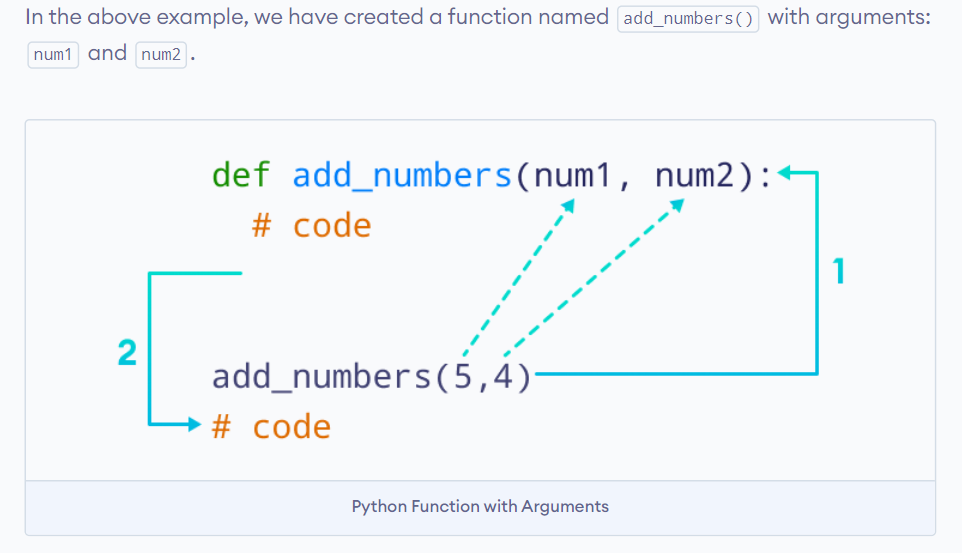 In the above example, we have created a function named add_numbers() with arguments:
num1 and num2 .
def add_numbers(num1, num2):
# code
1
2
add_numbers(5,4)
# code
Python Function with Arguments